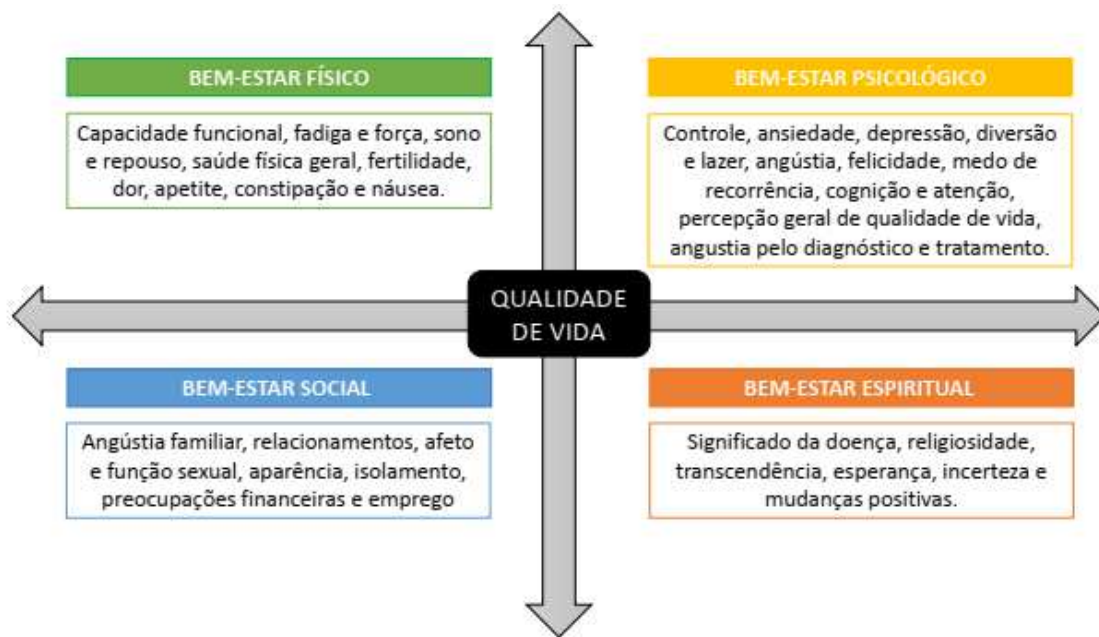 BEM-ESTAR FÍSICO
Capacidade funcional, fadiga e força, sono
e repouso, saúde física geral, fertilidade,
dor, apetite, constipação e náusea.
BEM-ESTAR PSICOLÓGICO
Controle, ansiedade, depressão, diversão
e lazer, angústia, felicidade, medo de
recorrência, cognição e atenção,
percepção geral de qualidade de vida,
angustia pelo diagnóstico e tratamento.
QUALIDADE
DE VIDA
BEM-ESTAR SOCIAL
Angústia familiar, relacionamentos, afeto
e função sexual, aparência, isolamento,
preocupações financeiras e emprego
BEM-ESTAR ESPIRITUAL
Significado da doença, religiosidade,
transcendência, esperança, incerteza e
mudanças positivas.